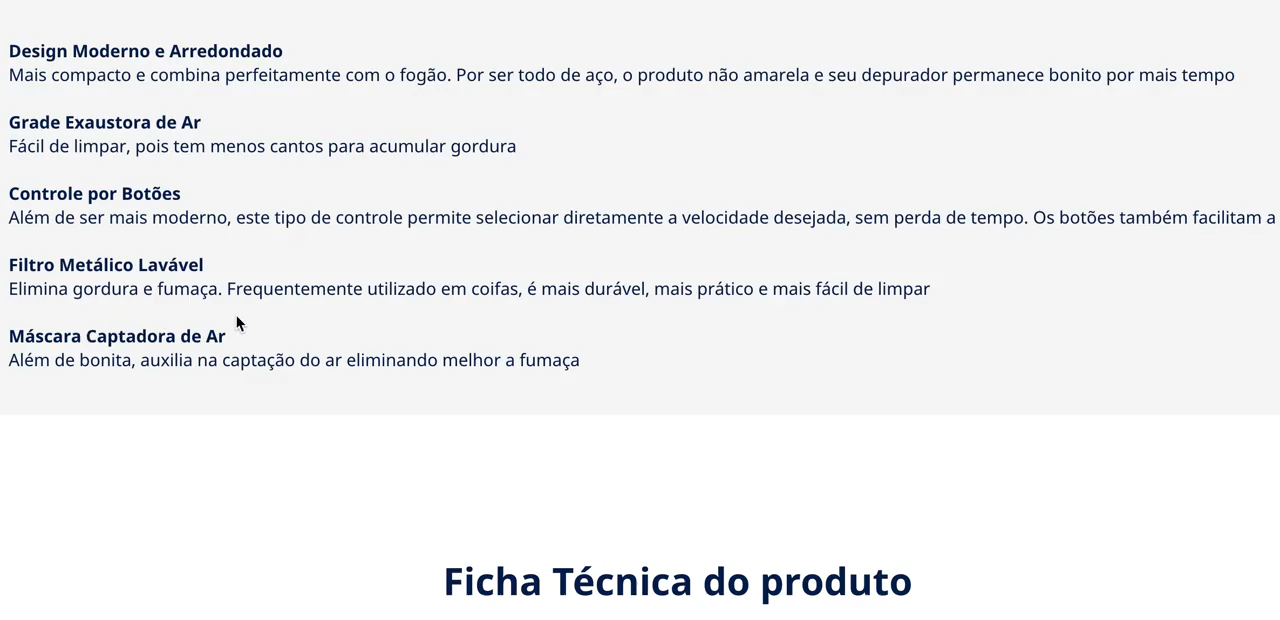 Design Moderno e Arredondado
Mais compacto e combina perfeitamente com o fogão. Por ser todo de aço, o produto não amarela e seu depurador permanece bonito por mais tempo
Grade Exaustora de Ar
Fácil de limpar, pois tem menos cantos para acumular gordura
Controle por Botões
Além de ser mais moderno, este tipo de controle permite selecionar diretamente a velocidade desejada, sem perda de tempo. Os botões também facilitam a
Filtro Metálico Lavável
Elimina gordura e fumaça. Frequentemente utilizado em coifas, é mais durável, mais prático e mais fácil de limpar
Máscara Captadora de Ar
Além de bonita, auxilia na captação do ar eliminando melhor a fumaça
Ficha Técnica do produto